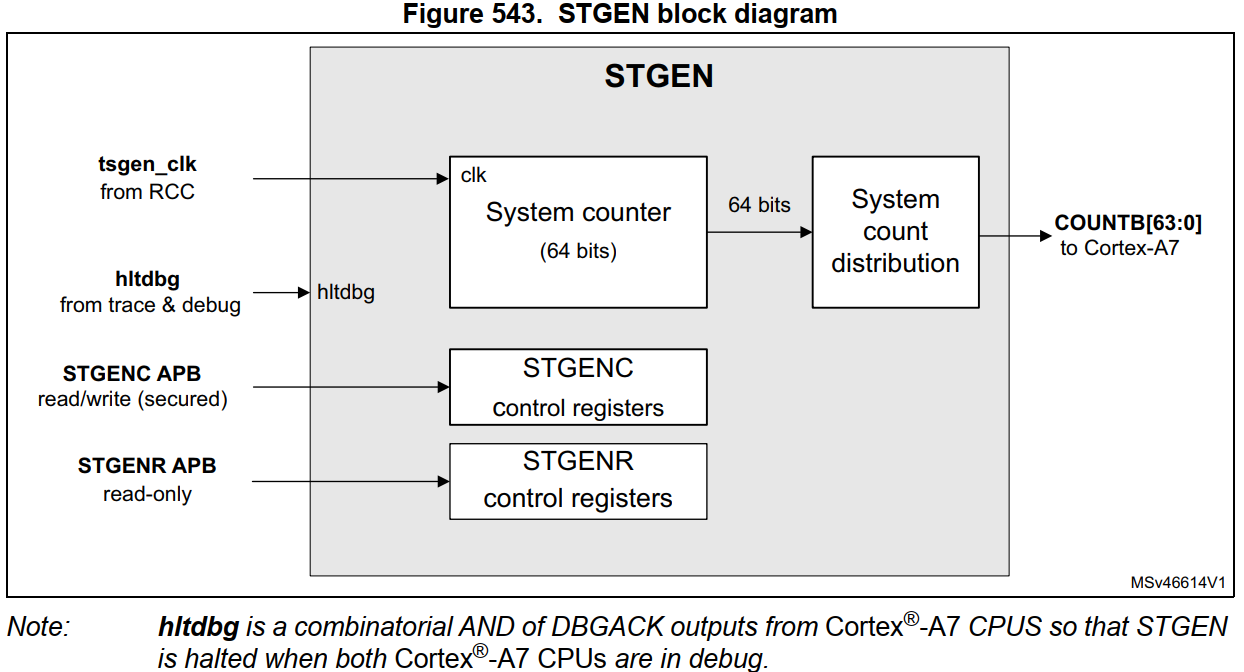 Figure 543. STGEN block diagram
STGEN
tsgen_clk
from RCC
clk
System counter
(64 bits)
64 bits
System
count
distribution
COUNTB[63:0]
to Cortex-A7
hltdbg
from trace & debug
hltdbg
STGENC APB
read/write (secured)
STGENC
control registers
STGENR APB
read-only
STGENR
control registers
MSv46614V1
Note: hltdbg is a combinatorial AND of DBGACK outputs from Cortex®-A7 CPUS so that STGEN
is halted when both Cortex®-A7 CPUs are in debug.